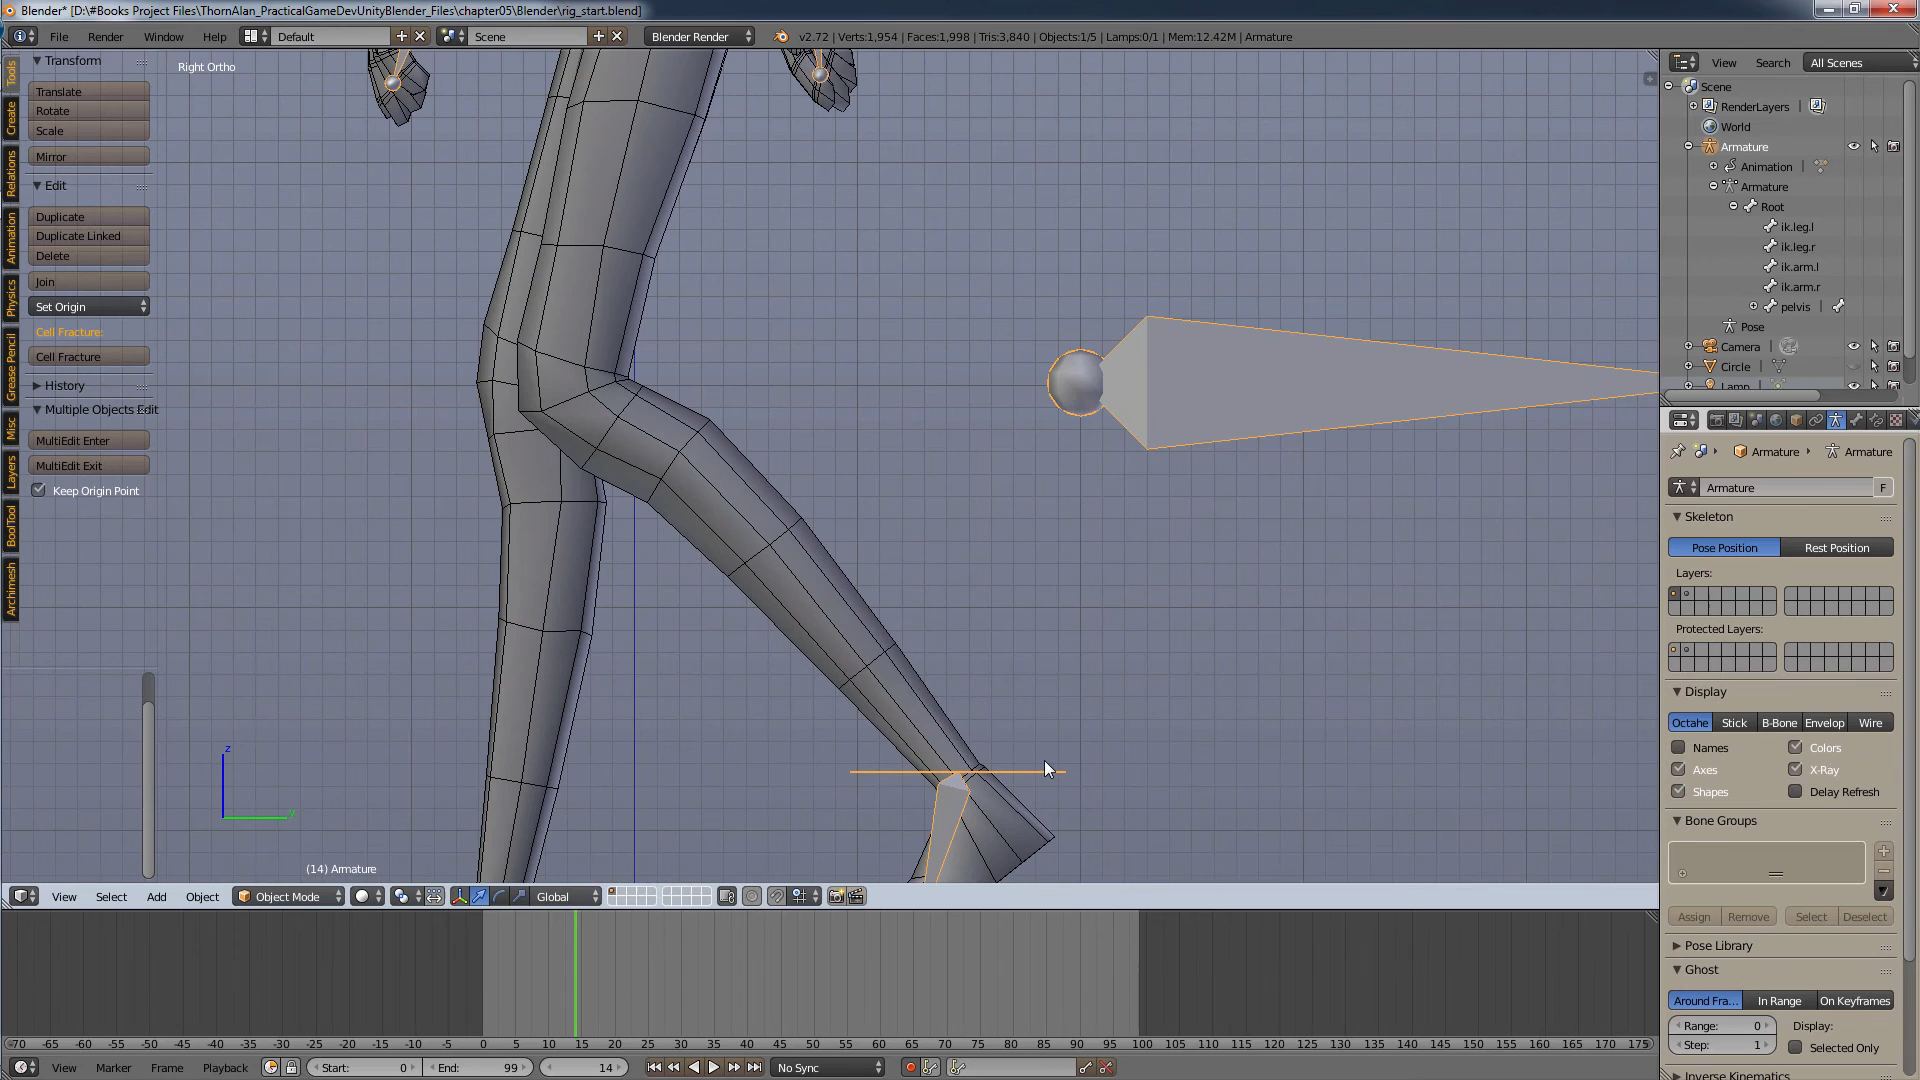 Blender* [D:\#Books Project Files\ThornAlan_PracticalGameDevUnityBlender_Files\chapter05\Blender\rig_start.blend]
File Render Window Help Default Scene Blender Render v2.72 | Verts:1,954 | Faces:1,998 | Tris:3,840 | Objects:1/5 | Lamps:0/1 | Mem:12.42M | Armature
Tools
Create
Relations
Animation
Physics
Grease Pencil
Misc
Layers
BoolTool
Archimesh
Transform
Translate
Rotate
Scale
Mirror
Edit
Duplicate
Duplicate Linked
Delete
Join
Set Origin
Cell Fracture:
Cell Fracture
History
Multiple Objects Edit
MultiEdit Enter
MultiEdit Exit
Keep Origin Point
Right Ortho
z
y
(14) Armature
View Select Add Object Object Mode Global
-70 -65 -60 -55 -50 -45 -40 -35 -30 -25 -20 -15 -10 -5 0 5 10 15 20 25 30 35 40 45 50 55 60 65 70 75 80 85 90 95 100 105 110 115 120 125 130 135 140 145 150 155 160 165 170 175
View Marker Frame Playback Start: 0 End: 99 14 No Sync
View Search All Scenes
Scene
RenderLayers |
World
Armature
Animation |
Armature
Root
ik.leg.l
ik.leg.r
ik.arm.l
ik.arm.r
pelvis |
Pose
Camera |
Circle |
Lamp
Armature Armature
Armature F
Skeleton
Pose Position Rest Position
Layers:
Protected Layers:
Display
Octahe Stick B-Bone Envelop Wire
Names Colors
Axes X-Ray
Shapes Delay Refresh
Bone Groups
Assign Remove Select Deselect
Pose Library
Ghost
Around Fra... In Range On Keyframes
Range: 0 Display:
Step: 1 Selected Only
Inverse Kinematics